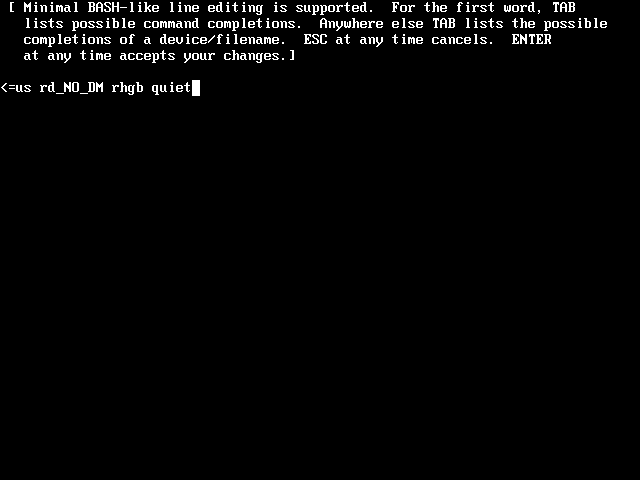 [ Minimal BASH-like line editing is supported.  For the first word, TAB
lists possible command completions.  Anywhere else TAB lists the possible
completions of a device/filename.  ESC at any time cancels.  ENTER
at any time accepts your changes.]
<=us rd_NO_DM rhgb quiet